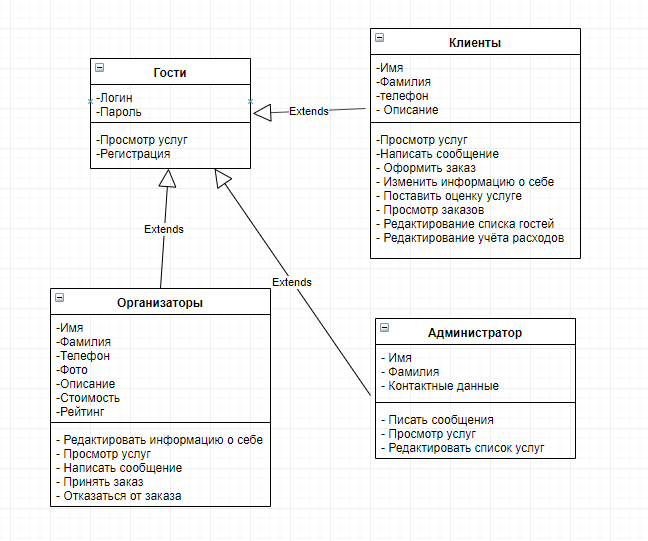 Гости
-Логин
-Пароль
-Просмотр услуг
-Регистрация
Extends
Клиенты
-Имя
-Фамилия
-телефон
- Описание
-Просмотр услуг
-Написать сообщение
- Оформить заказ
- Изменить информацию о себе
- Поставить оценку услуге
- Просмотр заказов
- Редактирование списка гостей
- Редактирование учёта расходов
Extends
Extends
Организаторы
-Имя
-Фамилия
-Телефон
-Фото
-Описание
-Стоимость
-Рейтинг
- Редактировать информацию о себе
- Просмотр услуг
- Написать сообщение
- Принять заказ
- Отказаться от заказа
Администратор
- Имя
- Фамилия
- Контактные данные
- Писать сообщения
- Просмотр услуг
- Редактировать список услуг